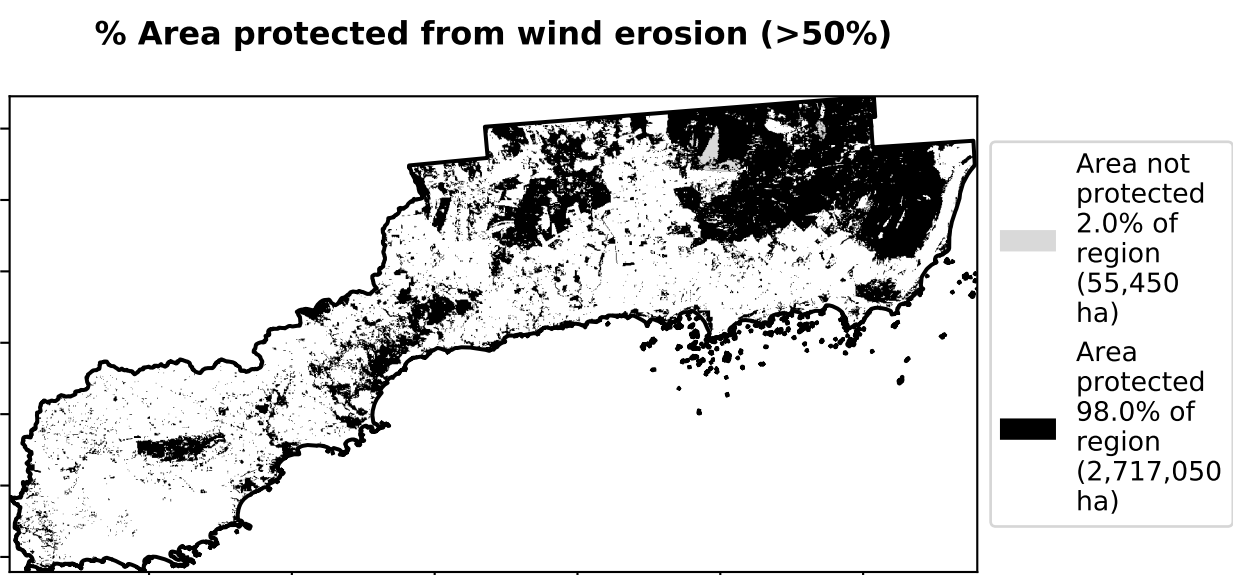 % Area protected from wind erosion (>50%)
Area not
protected
2.0% of
region
(55,450
ha)
Area
protected
98.0% of
region
(2,717,050
ha)